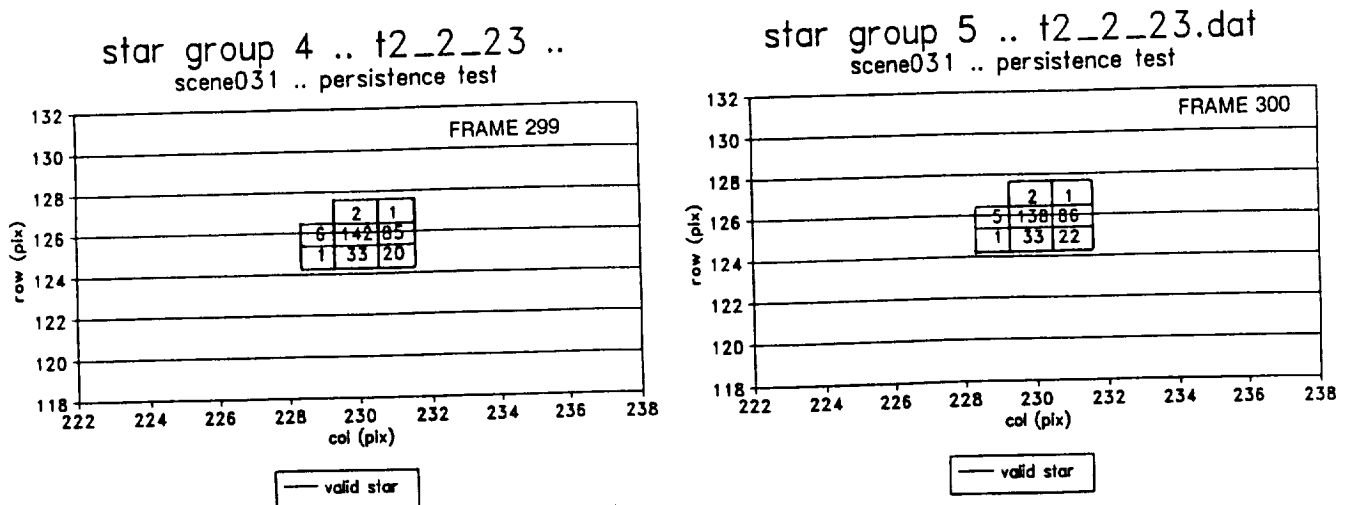 star group 4 .. t2_2_23 ..
scene031 .. persistence test
FRAME 299
132
130
128
126
124
122
120
118
2 1
6 142 85
1 33 20
row (pix)
222 224 226 228 230 232 234 236 238
col (pix)
valid star
star group 5 .. t2_2_23.dat
scene031 .. persistence test
FRAME 300
132
130
128
126
124
122
120
118
2 1
5 138 86
1 33 22
row (pix)
222 224 226 228 230 232 234 236 238
col (pix)
valid star